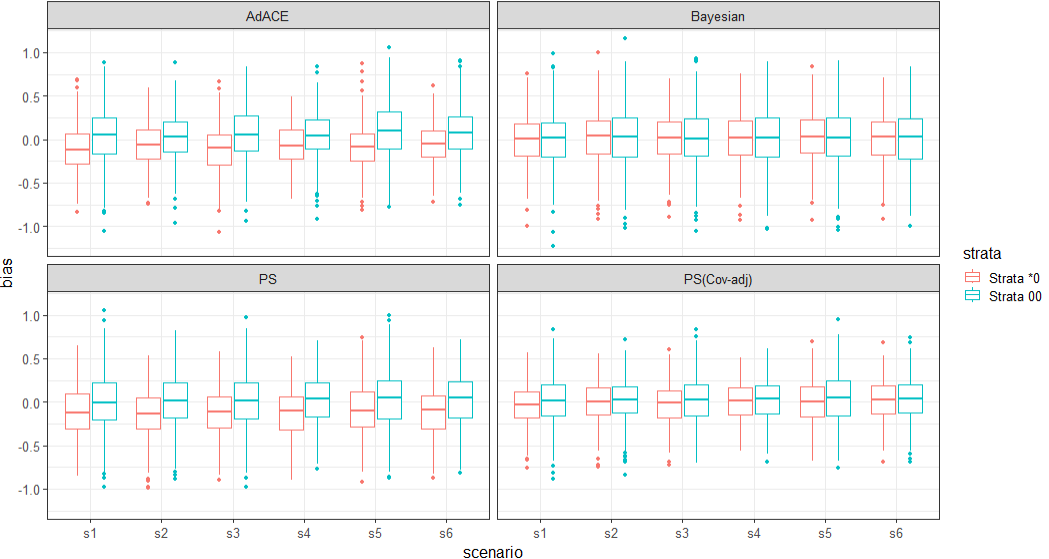 AdACE
Bayesian
1.0
0.5
0.0
-0.5
-1.0
PS
PS(Cov-adj)
1.0
0.5
0.0
-0.5
-1.0
s1 s2 s3 s4 s5 s6
s1 s2 s3 s4 s5 s6
scenario
bias
strata
Strata *0
Strata 00